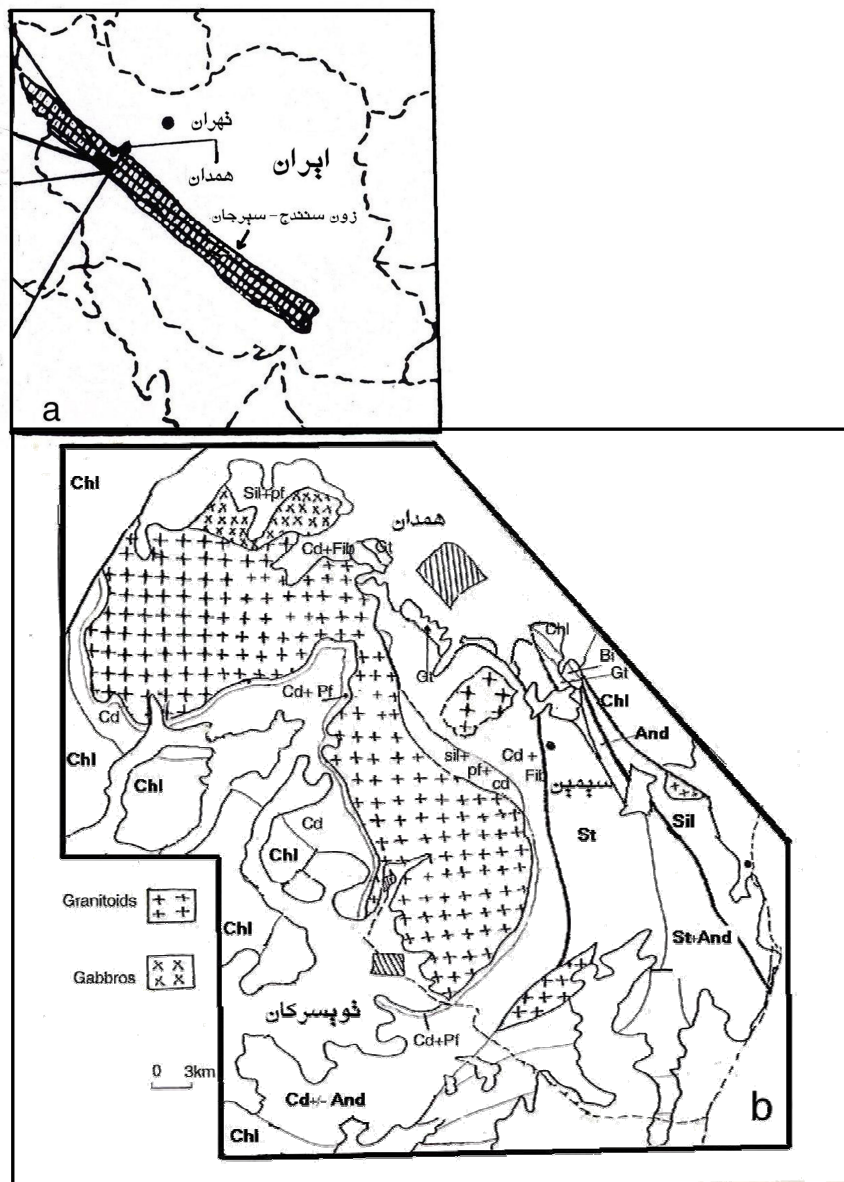 تهران
ایران
همدان
زون سنندج - سیرجان
a
Chl
Sil+pf
همدان
Cd+Fib
Gt
Chl
Bi
Gt
Gt
Chl
Cd+ Pf
Cd
And
sil+
pf+
cd
Cd +
Fib
Chl
Chl
سیمین
Cd
St
Sil
Chl
Granitoids
Chl
St+And
Gabbros
تویسرکان
Cd+Pf
0 3km
Cd+/- And
b
Chl